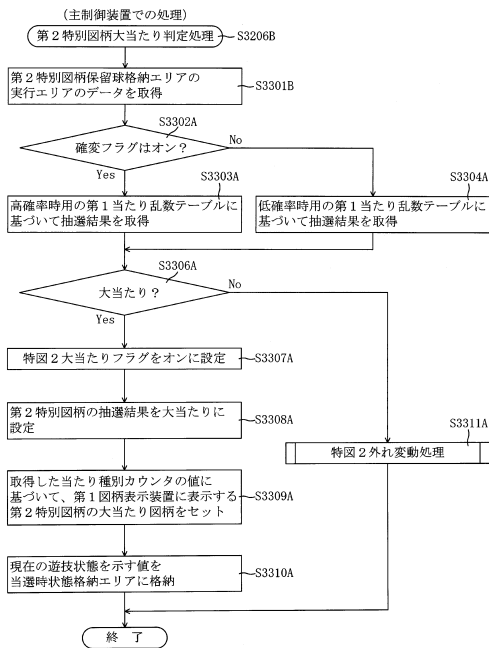 （主制御装置での処理）
第２特別図柄大当たり判定処理
S3206B
第２特別図柄保留球格納エリアの
実行エリアのデータを取得
S3301B
S3302A
確変フラグはオン？
No
Yes
S3303A
S3304A
高確率時用の第１当たり乱数テーブルに
基づいて抽選結果を取得
低確率時用の第１当たり乱数テーブルに
基づいて抽選結果を取得
S3306A
大当たり？
No
Yes
特図２大当たりフラグをオンに設定
S3307A
第２特別図柄の抽選結果を大当たりに
設定
S3308A
S3311A
特図２外れ変動処理
取得した当たり種別カウンタの値に
基づいて、第１図柄表示装置に表示する
第２特別図柄の大当たり図柄をセット
S3309A
現在の遊技状態を示す値を
当選時状態格納エリアに格納
S3310A
終了